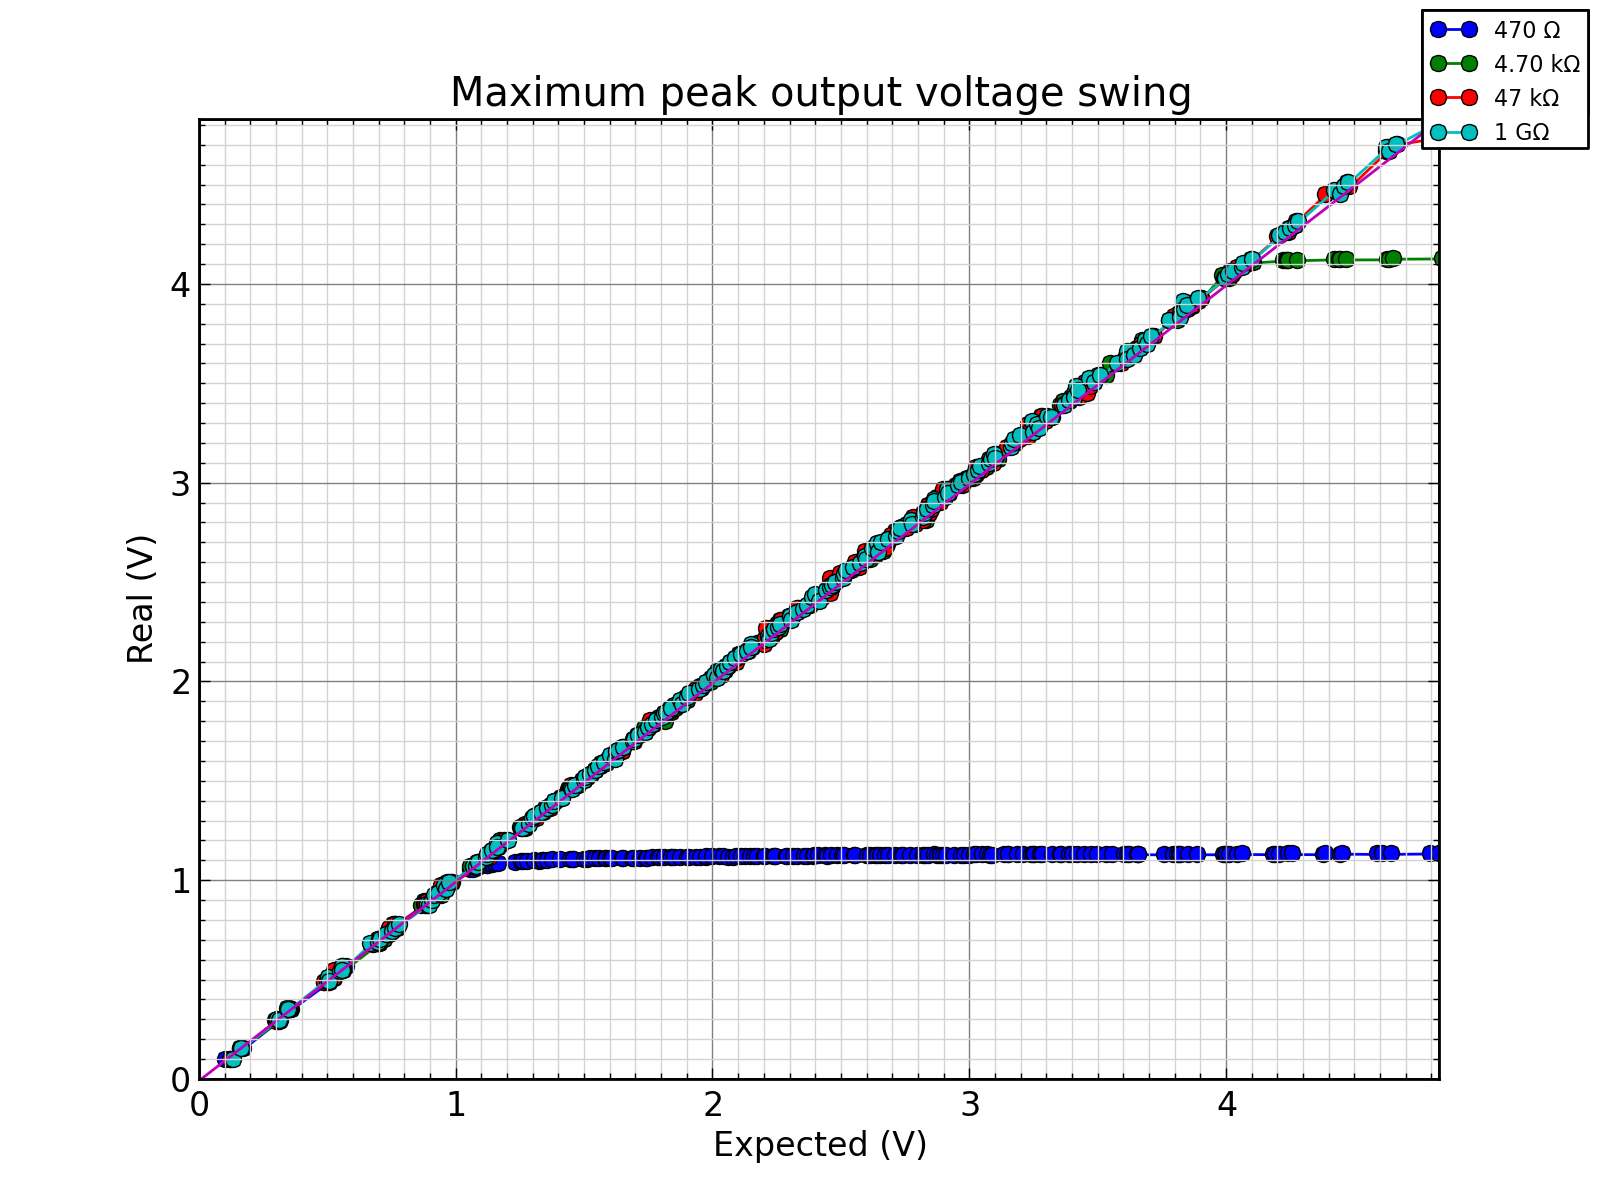 470 Ω
4.70 kΩ
47 kΩ
1 GΩ
Maximum peak output voltage swing
4
3
2
1
0
Real (V)
0 1 2 3 4
Expected (V)